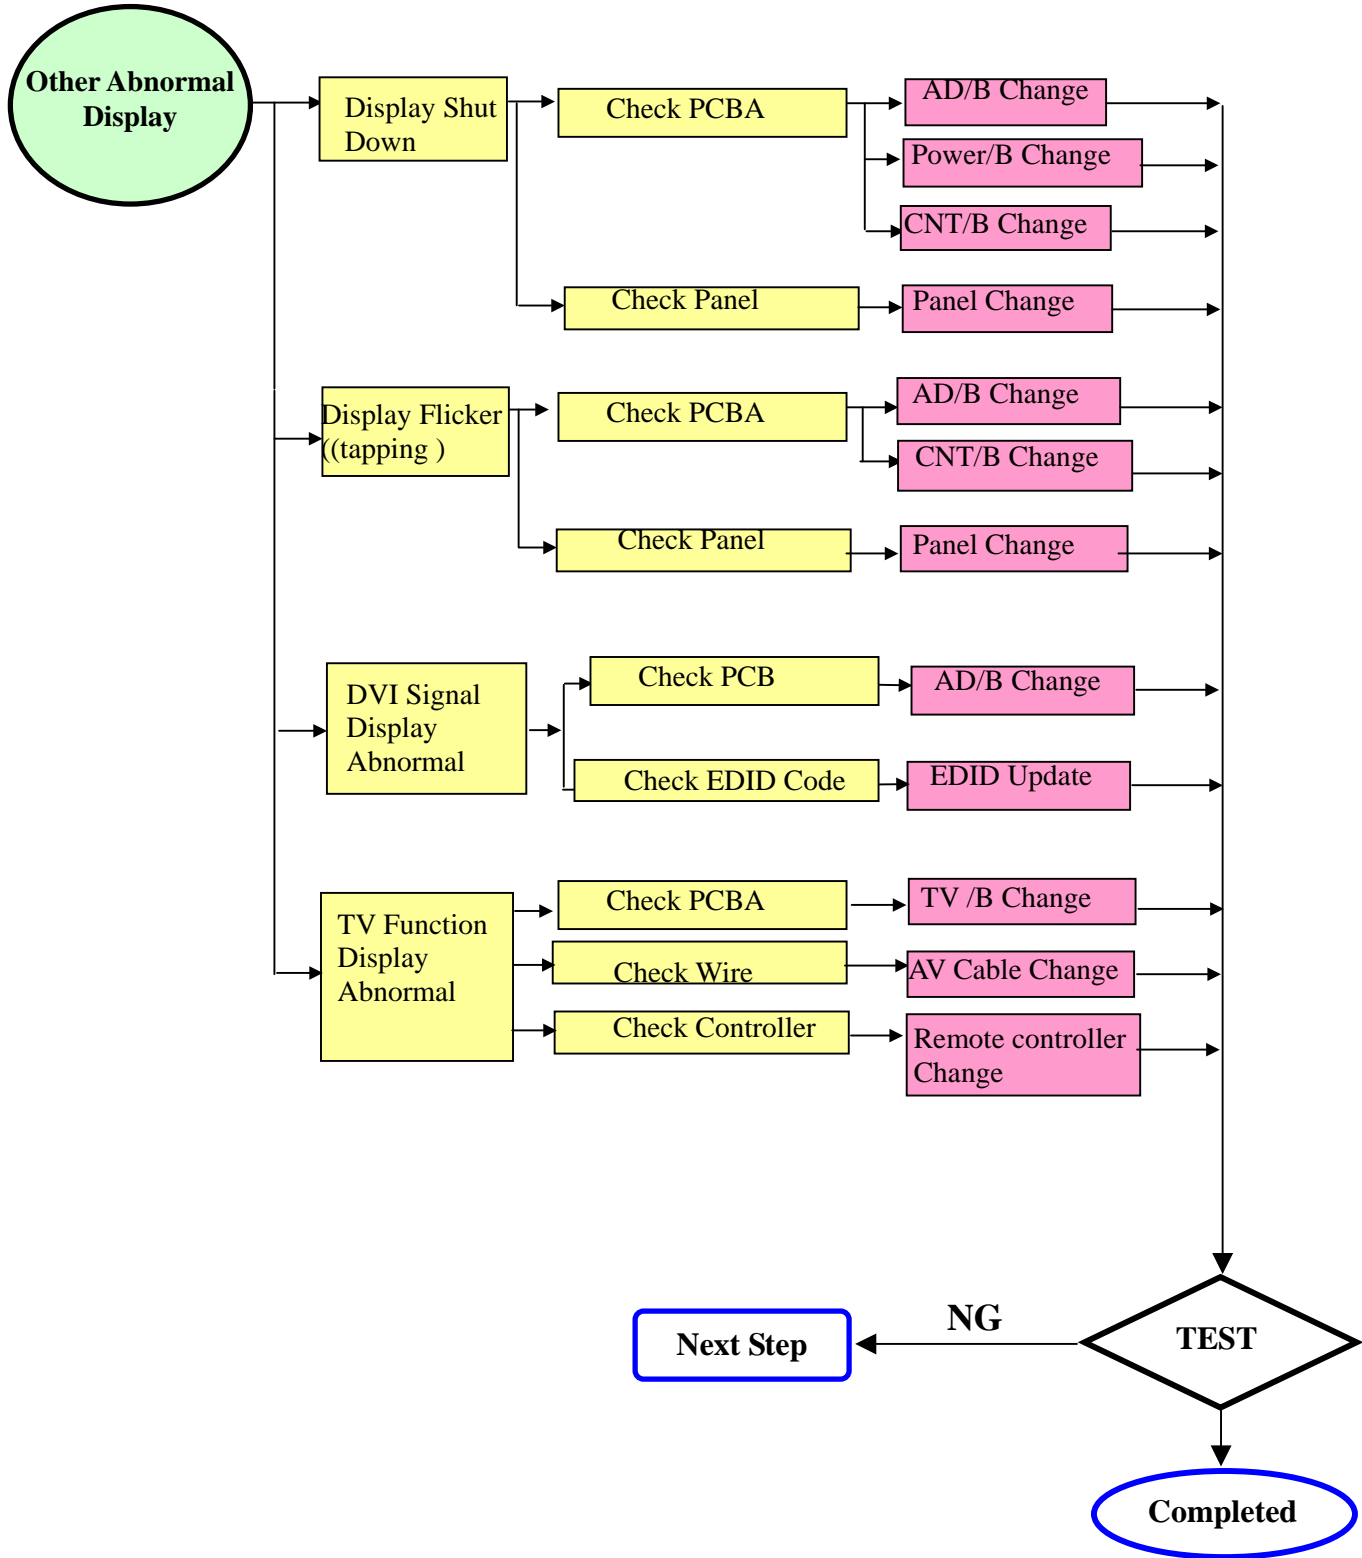 Other Abnormal
Display
Display Shut
Down
Check PCBA
AD/B Change
Power/B Change
CNT/B Change
Check Panel
Panel Change
Display Flicker
((tapping )
Check PCBA
AD/B Change
CNT/B Change
Check Panel
Panel Change
DVI Signal
Display
Abnormal
Check PCB
AD/B Change
Check EDID Code
EDID Update
TV Function
Display
Abnormal
Check PCBA
TV /B Change
Check Wire
AV Cable Change
Check Controller
Remote controller
Change
TEST
NG
Next Step
Completed